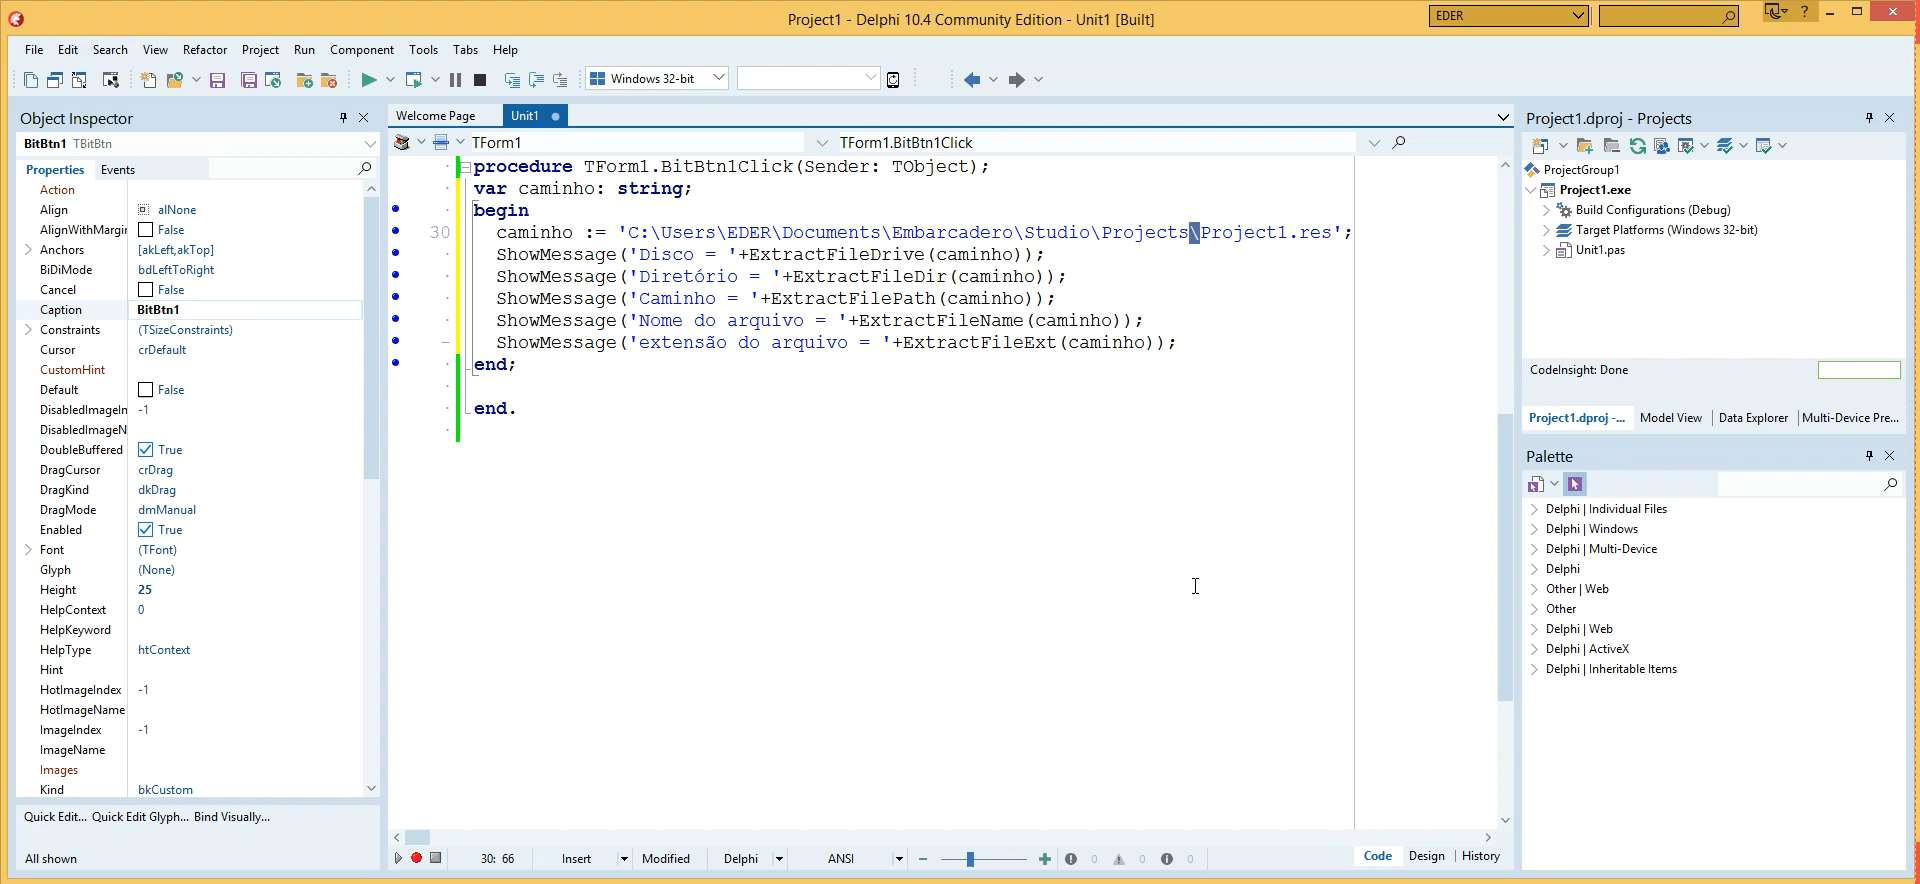 Project1 - Delphi 10.4 Community Edition - Unit1 [Built]
EDER
?
File Edit Search View Refactor Project Run Component Tools Tabs Help
Windows 32-bit
Object Inspector
BitBtn1 TBitBtn
Properties Events
Action
Align alNone
AlignWithMargin False
Anchors [akLeft,akTop]
BiDiMode bdLeftToRight
Cancel False
Caption BitBtn1
Constraints (TSizeConstraints)
Cursor crDefault
CustomHint
Default False
DisabledImageIn -1
DisabledImageN
DoubleBuffered True
DragCursor crDrag
DragKind dkDrag
DragMode dmManual
Enabled True
Font (TFont)
Glyph (None)
Height 25
HelpContext 0
HelpKeyword
HelpType htContext
Hint
HotImageIndex -1
HotImageName
ImageIndex -1
ImageName
Images
Kind bkCustom
Quick Edit... Quick Edit Glyph... Bind Visually...
All shown
Welcome Page Unit1
TForm1 TForm1.BitBtn1Click
procedure TForm1.BitBtn1Click(Sender: TObject);
var caminho: string;
begin
30 caminho := 'C:\Users\EDER\Documents\Embarcadero\Studio\Projects\Project1.res';
ShowMessage('Disco = '+ExtractFileDrive(caminho));
ShowMessage('Diretório = '+ExtractFileDir(caminho));
ShowMessage('Caminho = '+ExtractFilePath(caminho));
ShowMessage('Nome do arquivo = '+ExtractFileName(caminho));
ShowMessage('extensão do arquivo = '+ExtractFileExt(caminho));
end;
end.
30: 66 Insert Modified Delphi ANSI 0 0 0
Code Design History
Project1.dproj - Projects
ProjectGroup1
Project1.exe
Build Configurations (Debug)
Target Platforms (Windows 32-bit)
Unit1.pas
CodeInsight: Done
Project1.dproj -... Model View Data Explorer Multi-Device Pre...
Palette
Delphi | Individual Files
Delphi | Windows
Delphi | Multi-Device
Delphi
Other | Web
Other
Delphi | Web
Delphi | ActiveX
Delphi | Inheritable Items